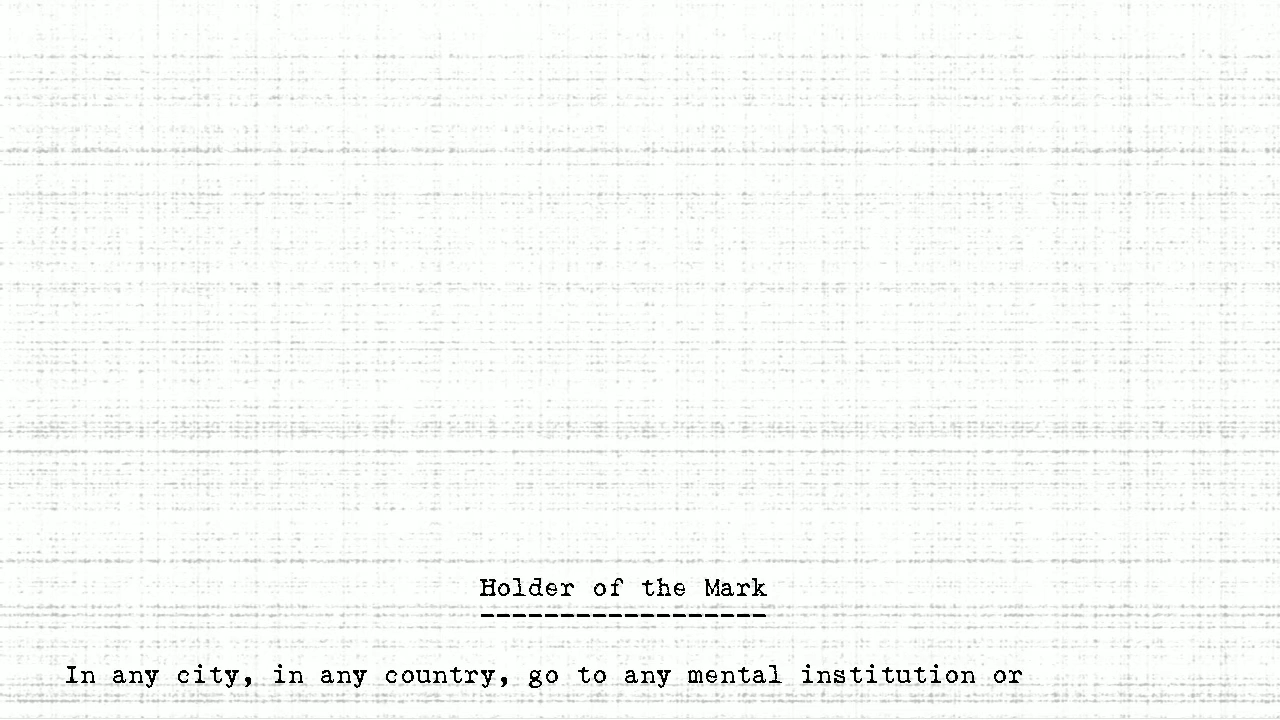 Holder of the Mark
------------------
In any city, in any country, go to any mental institution or